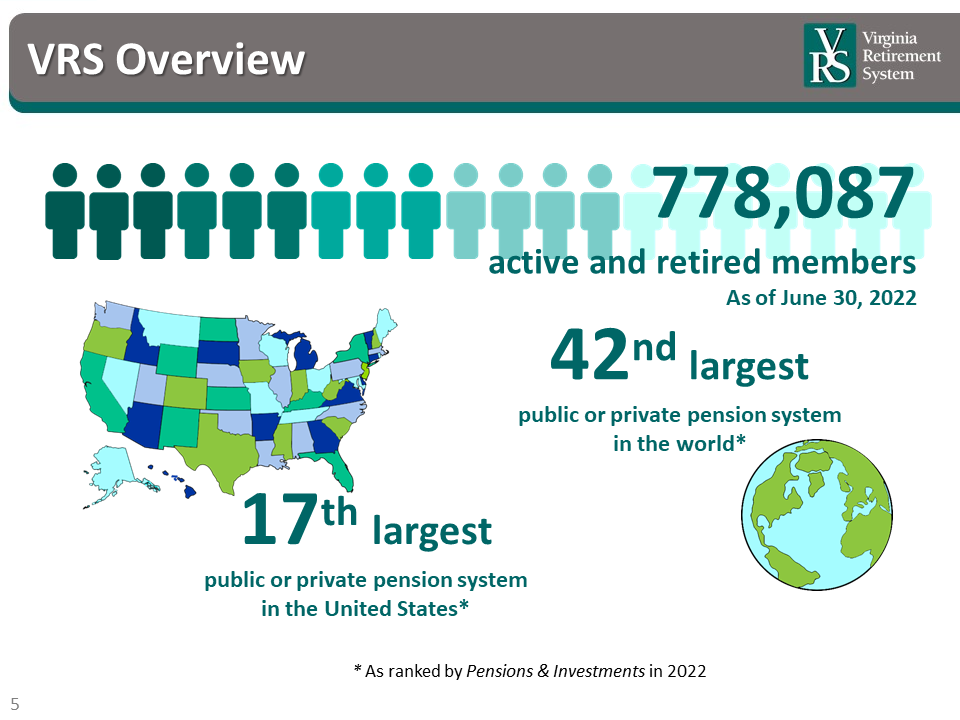 VRS Overview
VRS
Virginia
Retirement
System
778,087
active and retired members
As of June 30, 2022
42nd largest
public or private pension system
in the world*
17th largest
public or private pension system
in the United States*
* As ranked by Pensions & Investments in 2022
5